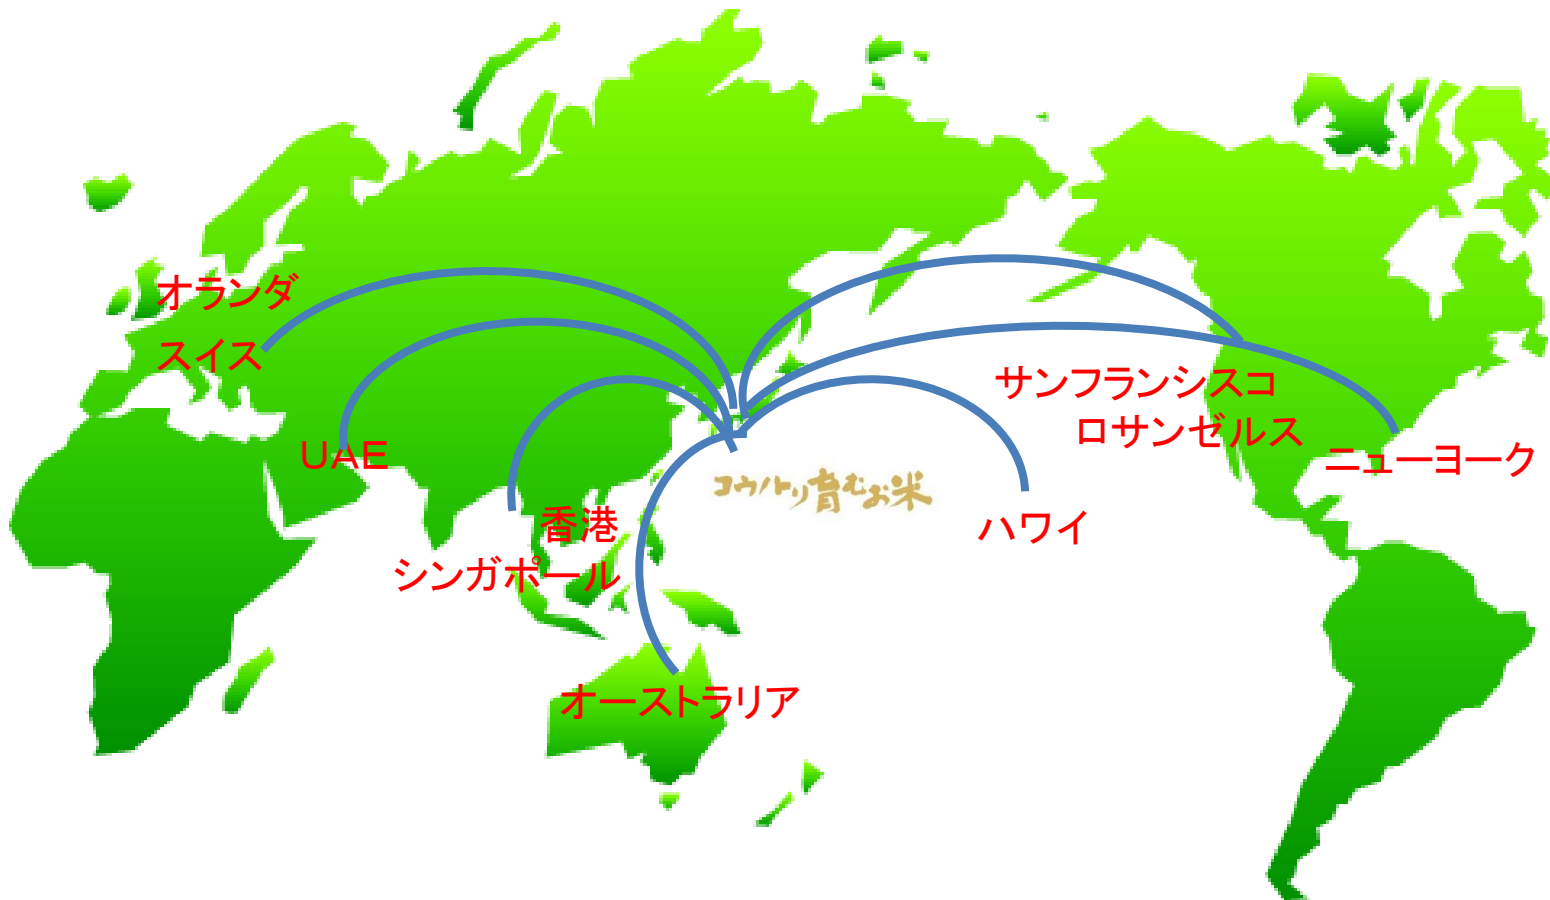 オランダ
スイス
サンフランシスコ
ロサンゼルス
UAE
ニューヨーク
コウノトリ育むお米
香港
ハワイ
シンガポール
オーストラリア